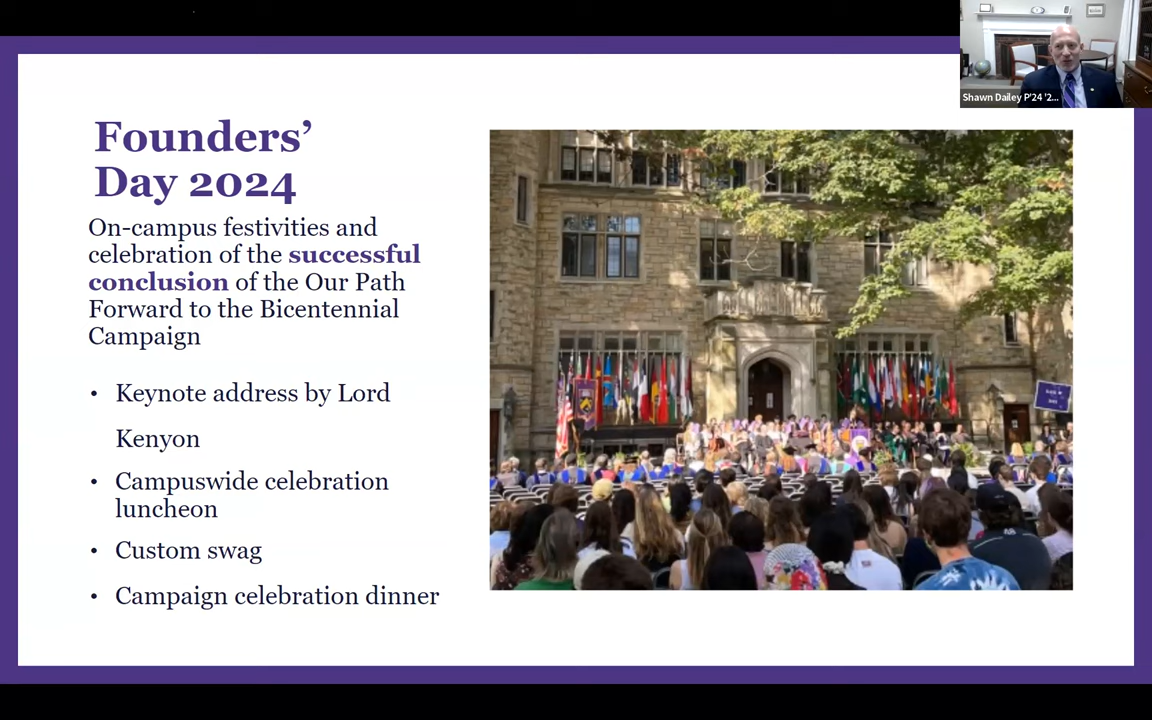 Shawn Dailey P'24 '2...
Founders’
Day 2024
On-campus festivities and
celebration of the successful
conclusion of the Our Path
Forward to the Bicentennial
Campaign
• Keynote address by Lord
Kenyon
• Campuswide celebration
luncheon
• Custom swag
• Campaign celebration dinner